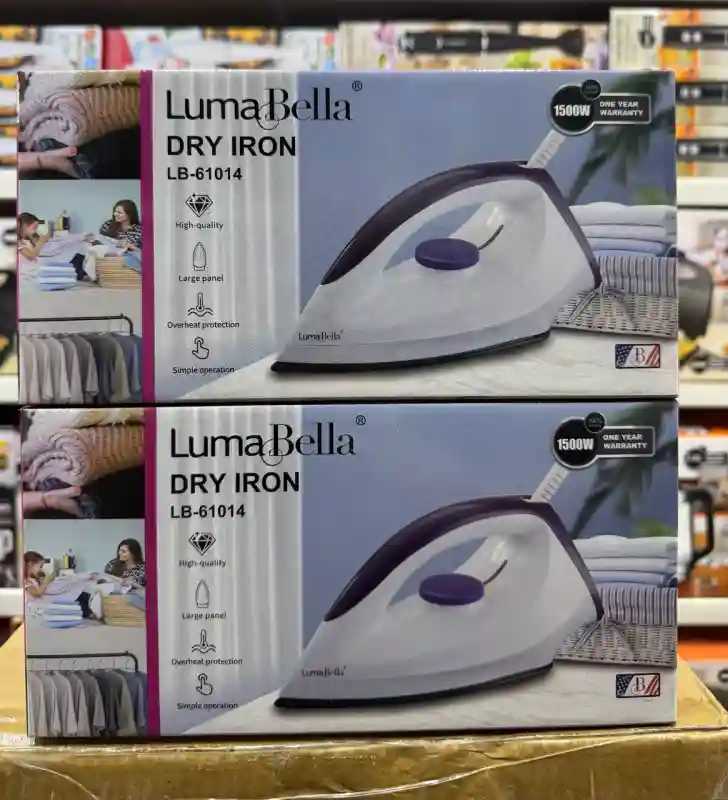 LumaBella®
DRY IRON
LB-61014
High-quality
Large panel
Overheat protection
Simple operation
1500W
ONE YEAR
WARRANTY
LumaBella
B
LumaBella®
DRY IRON
LB-61014
High-quality
Large panel
Overheat protection
Simple operation
1500W
ONE YEAR
WARRANTY
LumaBella
B